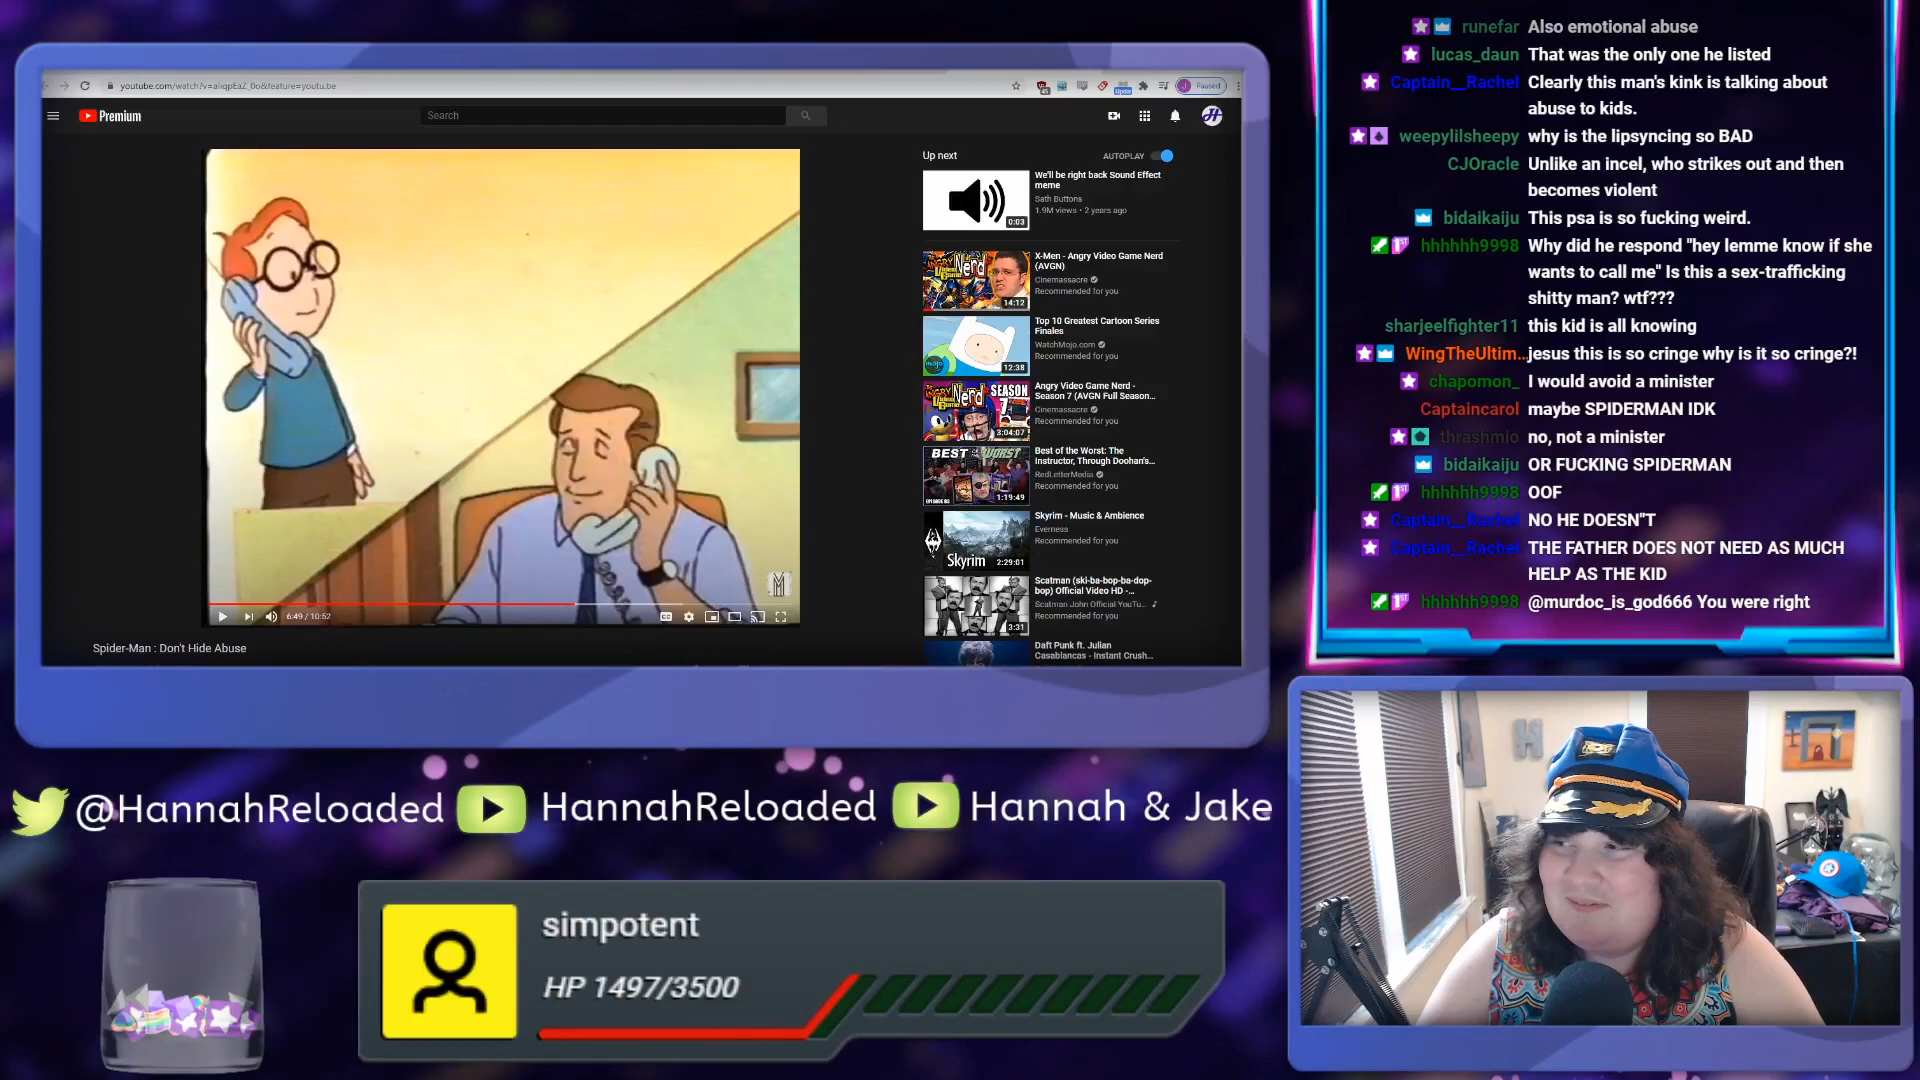 youtube.com/watch?v=aliqpEaZ_0o&feature=youtu.be
Paused
Premium
Search
Up next
AUTOPLAY
We'll be right back Sound Effect
meme
Sath Buttons
1.9M views • 2 years ago
0:03
X-Men - Angry Video Game Nerd
(AVGN)
Cinemassacre
Recommended for you
14:12
Top 10 Greatest Cartoon Series
Finales
WatchMojo.com
Recommended for you
12:38
Angry Video Game Nerd -
Season 7 (AVGN Full Season...
Cinemassacre
Recommended for you
3:04:07
Best of the Worst: The
Instructor, Through Doohan's...
RedLetterMedia
Recommended for you
1:19:49
Skyrim - Music & Ambience
Everness
Recommended for you
Skyrim
2:29:01
Scatman (ski-ba-bop-ba-dop-
bop) Official Video HD -...
Scatman John Official YouTu...
Recommended for you
3:31
Daft Punk ft. Julian
Casablancas - Instant Crush...
6:49 / 10:52
Spider-Man : Don't Hide Abuse
runefar Also emotional abuse
lucas_daun That was the only one he listed
Captain__Rachel Clearly this man's kink is talking about
abuse to kids.
weepylilsheepy why is the lipsyncing so BAD
CJOracle Unlike an incel, who strikes out and then
becomes violent
bidaikaiju This psa is so fucking weird.
hhhhhh9998 Why did he respond "hey lemme know if she
wants to call me" Is this a sex-trafficking
shitty man? wtf???
sharjeelfighter11 this kid is all knowing
WingTheUltim... jesus this is so cringe why is it so cringe?!
chapomon_ I would avoid a minister
Captaincarol maybe SPIDERMAN IDK
thrashmio no, not a minister
bidaikaiju OR FUCKING SPIDERMAN
hhhhhh9998 OOF
Captain__Rachel NO HE DOESN"T
Captain__Rachel THE FATHER DOES NOT NEED AS MUCH
HELP AS THE KID
hhhhhh9998 @murdoc_is_god666 You were right
@HannahReloaded HannahReloaded Hannah & Jake
simpotent
HP 1497/3500